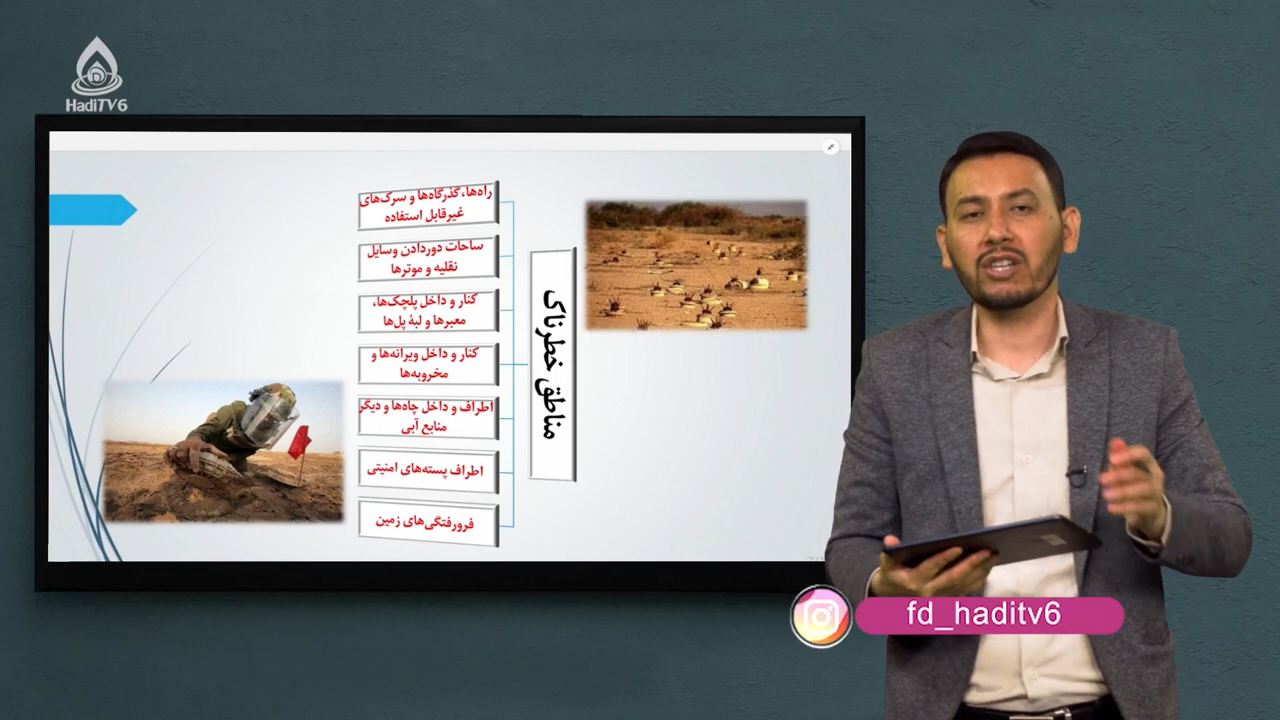 HadiTV6
مناطق خطرناک
راه‌ها، گذرگاه‌ها و سرک‌های
غیرقابل استفاده
ساحات دوردادن وسایل
نقلیه و موترها
کنار و داخل پلچک‌ها،
معبرها و لبهٔ پل‌ها
کنار و داخل ویرانه‌ها و
مخروبه‌ها
اطراف و داخل چاه‌ها و دیگر
منابع آبی
اطراف پسته‌های امنیتی
فرورفتگی‌های زمین
fd_haditv6